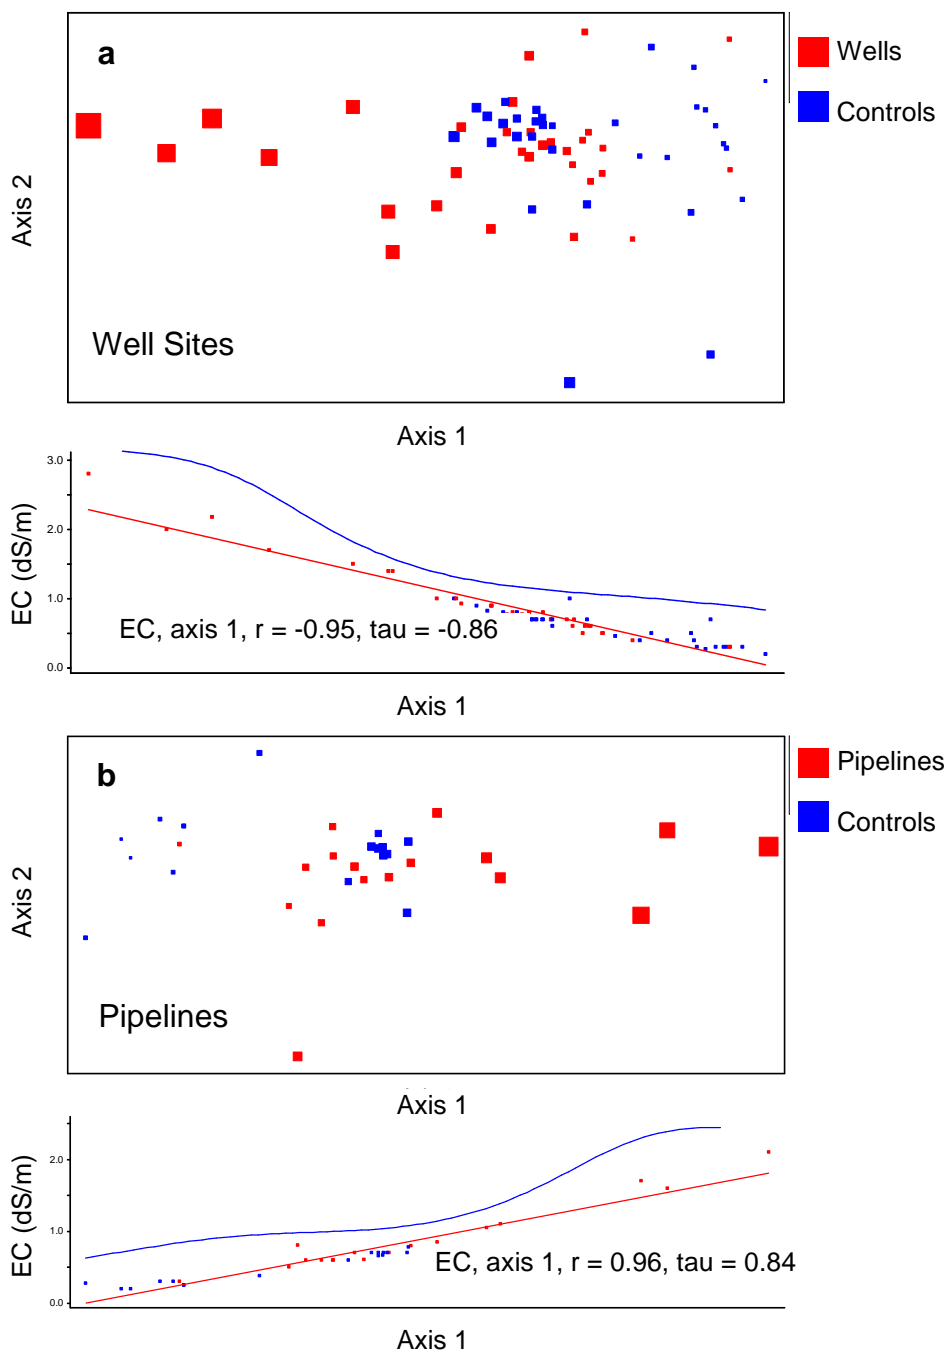 a
Wells
Controls
Axis 2
Well Sites
Axis 1
3.0
2.0
1.0
0.0
EC (dS/m)
EC, axis 1, r = -0.95, tau = -0.86
Axis 1
b
Pipelines
Controls
Axis 2
Pipelines
Axis 1
2.0
1.0
0.0
EC (dS/m)
EC, axis 1, r = 0.96, tau = 0.84
Axis 1